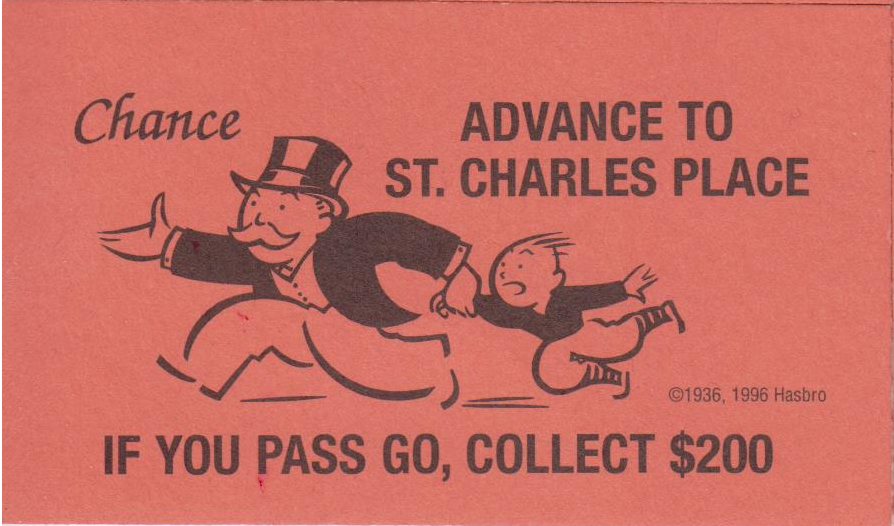 Chance
ADVANCE TO
ST. CHARLES PLACE
©1936, 1996 Hasbro
IF YOU PASS GO, COLLECT $200